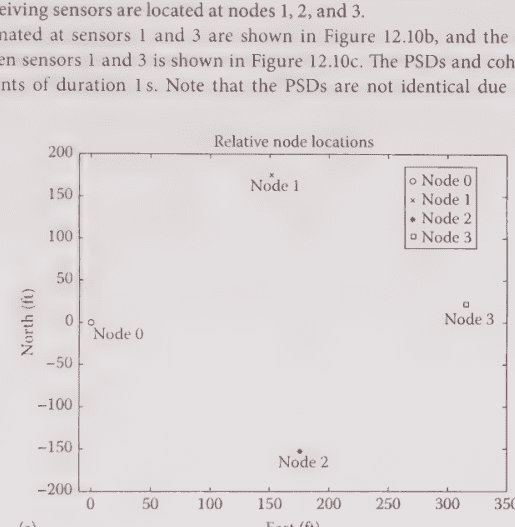 eiving sensors are located at nodes 1, 2, and 3.
nated at sensors 1 and 3 are shown in Figure 12.10b, and the
en sensors 1 and 3 is shown in Figure 12.10c. The PSDs and coh
nts of duration 1 s. Note that the PSDs are not identical due
Relative node locations
200
150
100
50
0
−50
−100
−150
−200
North (ft)
Node 1
Node 0
Node 3
Node 2
Node 0
Node 1
Node 2
Node 3
0 50 100 150 200 250 300 350
East (ft)